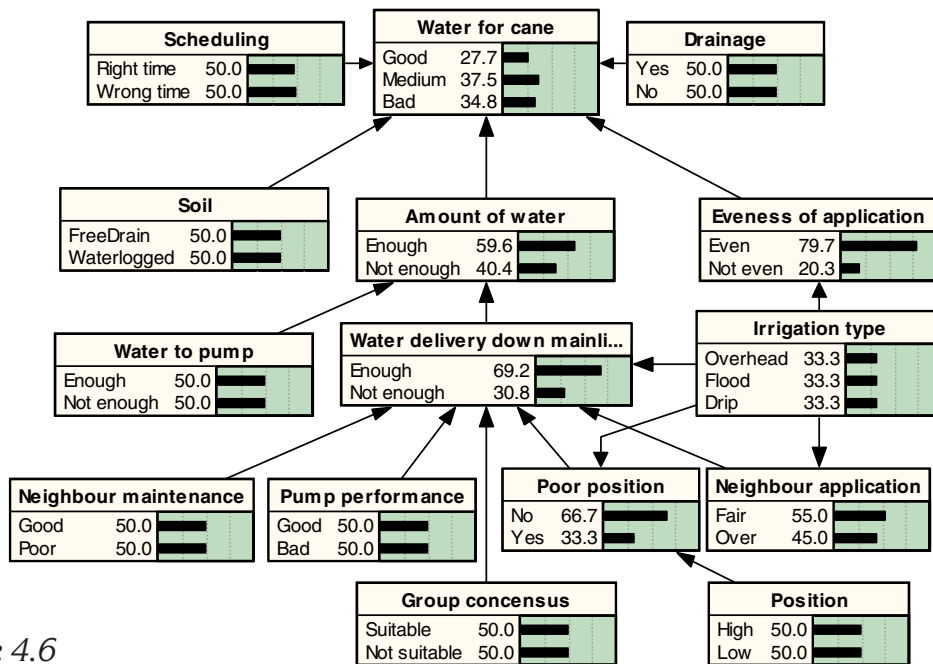 Scheduling
Right time 50.0
Wrong time 50.0
Water for cane
Good 27.7
Medium 37.5
Bad 34.8
Drainage
Yes 50.0
No 50.0
Soil
FreeDrain 50.0
Waterlogged 50.0
Amount of water
Enough 59.6
Not enough 40.4
Eveness of application
Even 79.7
Not even 20.3
Water to pump
Enough 50.0
Not enough 50.0
Water delivery down mainli...
Enough 69.2
Not enough 30.8
Irrigation type
Overhead 33.3
Flood 33.3
Drip 33.3
Neighbour maintenance
Good 50.0
Poor 50.0
Pump performance
Good 50.0
Bad 50.0
Poor position
No 66.7
Yes 33.3
Neighbour application
Fair 55.0
Over 45.0
Group concensus
Suitable 50.0
Not suitable 50.0
Position
High 50.0
Low 50.0
4.6